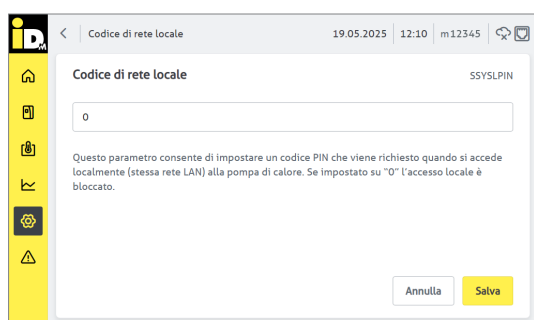 iDM
Codice di rete locale
19.05.2025
12:10
m12345
Codice di rete locale
SSYSLPIN
0
Questo parametro consente di impostare un codice PIN che viene richiesto quando si accede
localmente (stessa rete LAN) alla pompa di calore. Se impostato su "0" l'accesso locale è
bloccato.
Annulla
Salva